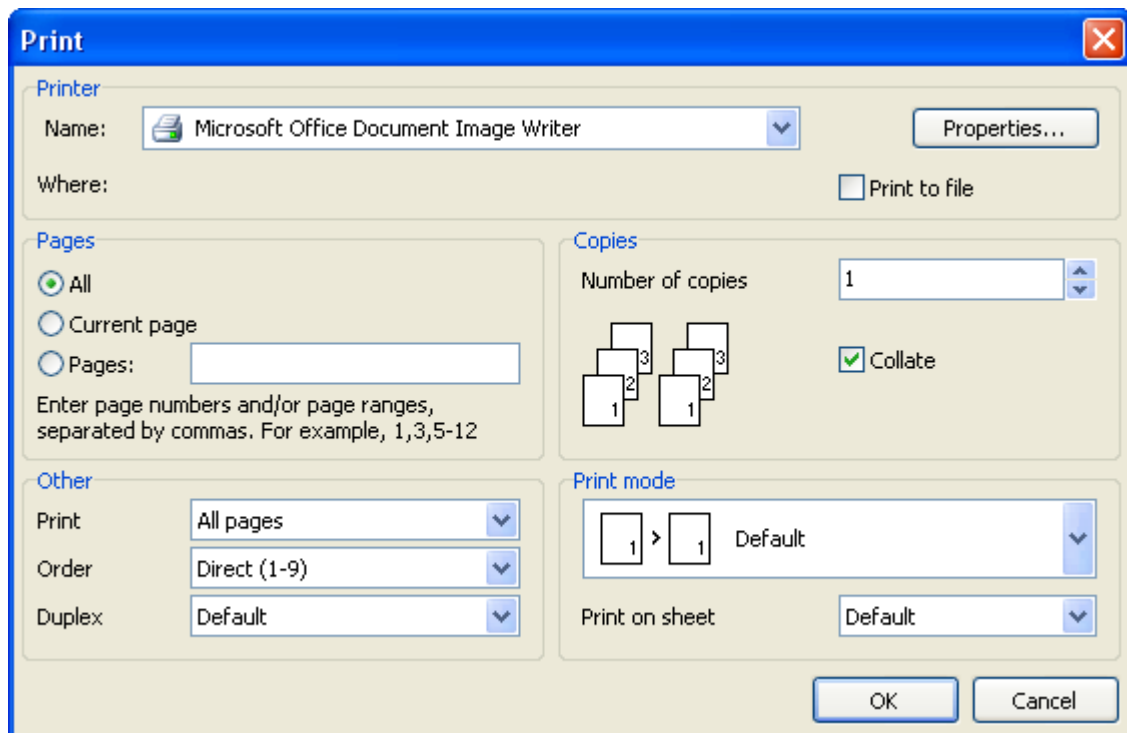 Print
Printer
Name:
Microsoft Office Document Image Writer
Properties...
Where:
Print to file
Pages
All
Current page
Pages:
Enter page numbers and/or page ranges,
separated by commas. For example, 1,3,5-12
Copies
Number of copies
1
3 3
2 2
1 1
Collate
Other
Print
All pages
Order
Direct (1-9)
Duplex
Default
Print mode
1 > 1 Default
Print on sheet
Default
OK
Cancel